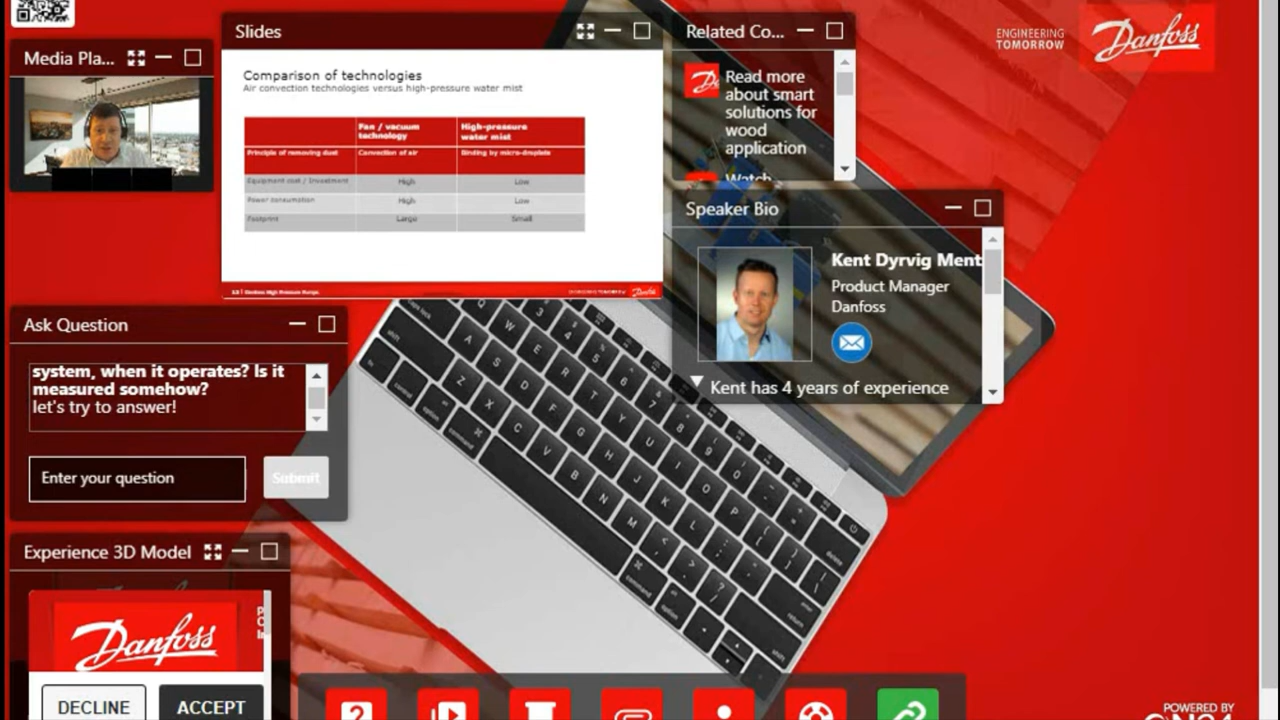 Media Pla...
Slides
Comparison of technologies
Air convection technologies versus high-pressure water mist
Fan / vacuum
technology
High-pressure
water mist
Principle of removing dust
Convection of air
Binding by micro-droplets
Equipment cost / Investment
High
Low
Power consumption
High
Low
Footprint
Large
Small
Related Co...
Read more
about smart
solutions for
wood
application
Watch
ENGINEERING
TOMORROW
Danfoss
Speaker Bio
Kent Dyrvig Ment
Product Manager
Danfoss
Kent has 4 years of experience
Ask Question
system, when it operates? Is it
measured somehow?
let's try to answer!
Enter your question
Submit
Experience 3D Model
Danfoss
DECLINE
ACCEPT
POWERED BY